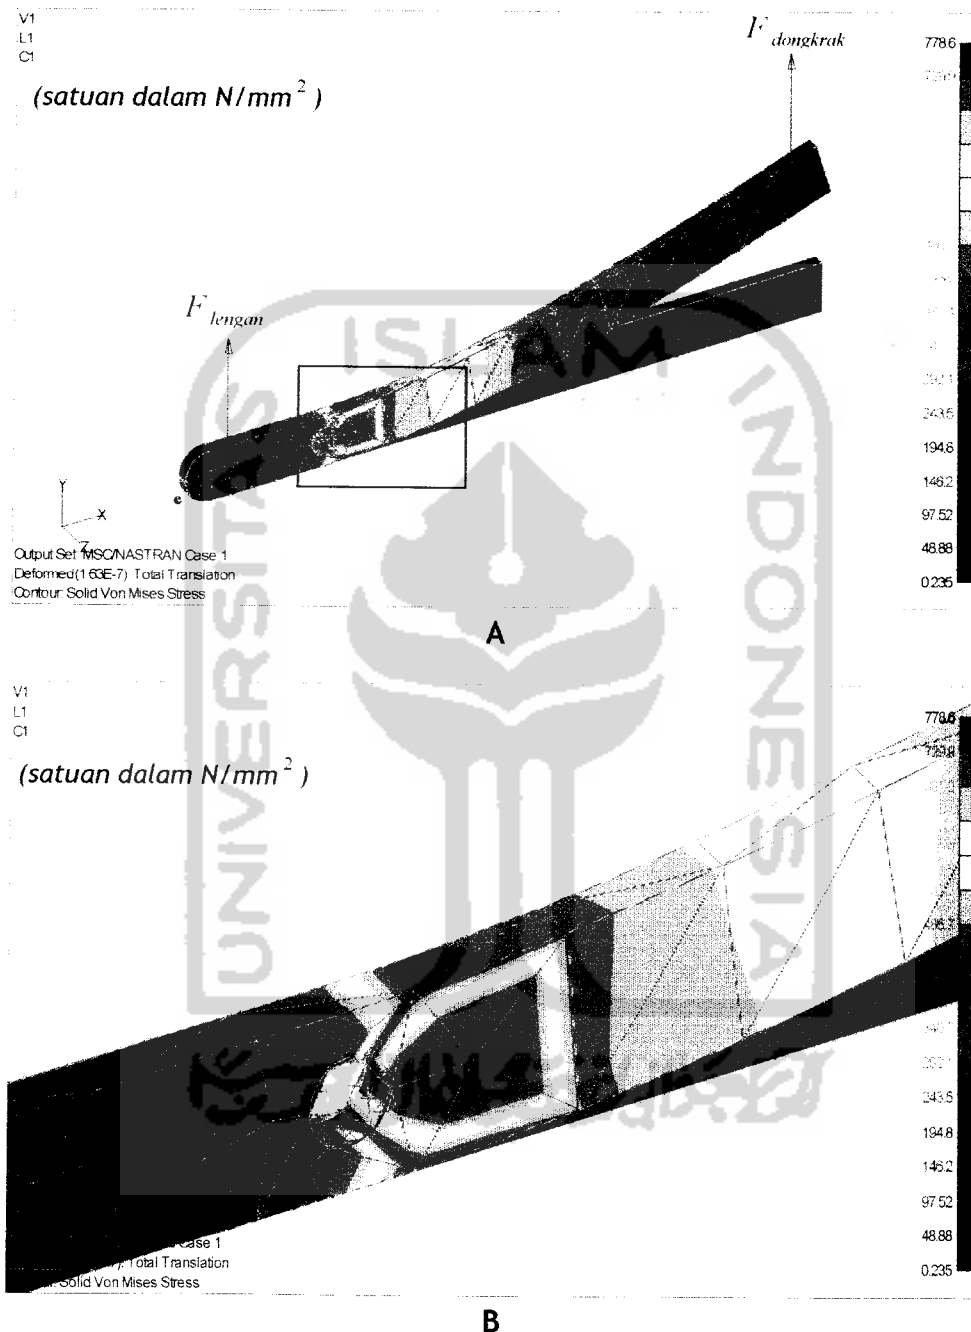 V1
L1
C1
(satuan dalam N/mm²)
F dongkrak
F lengan
778.6
243.5
194.8
146.2
97.52
48.88
0.235
Y
X
Z
Output Set: MSC/NASTRAN Case 1
Deformed(1.63E-7): Total Translation
Contour: Solid Von Mises Stress
A
UNIVERSITAS
ISLAM
INDONESIA
V1
L1
C1
(satuan dalam N/mm²)
778.6
243.5
194.8
146.2
97.52
48.88
0.235
Case 1
Total Translation
Solid Von Mises Stress
B